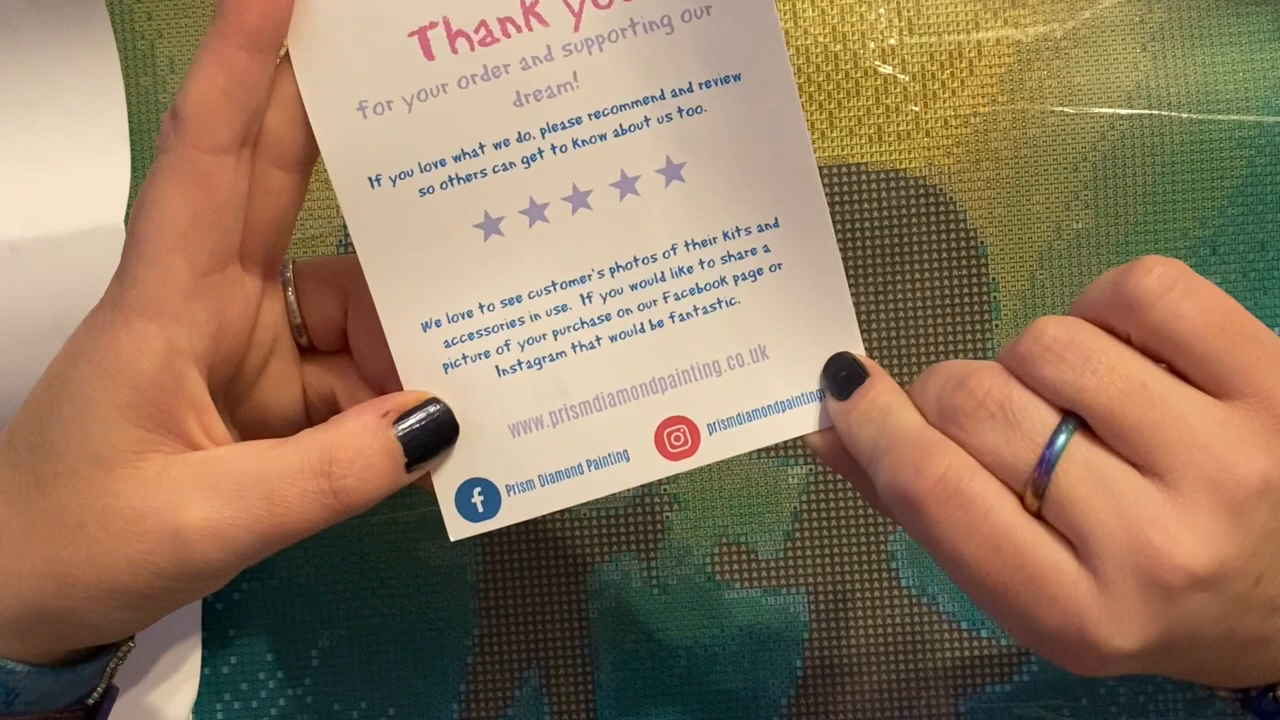 Thank you
for your order and supporting our
dream!
If you love what we do, please recommend and review
so others can get to know about us too.
We love to see customer's photos of their kits and
accessories in use. If you would like to share a
picture of your purchase on our Facebook page or
Instagram that would be fantastic.
www.prismdiamondpainting.co.uk
Prism Diamond Painting
prismdiamondpainting